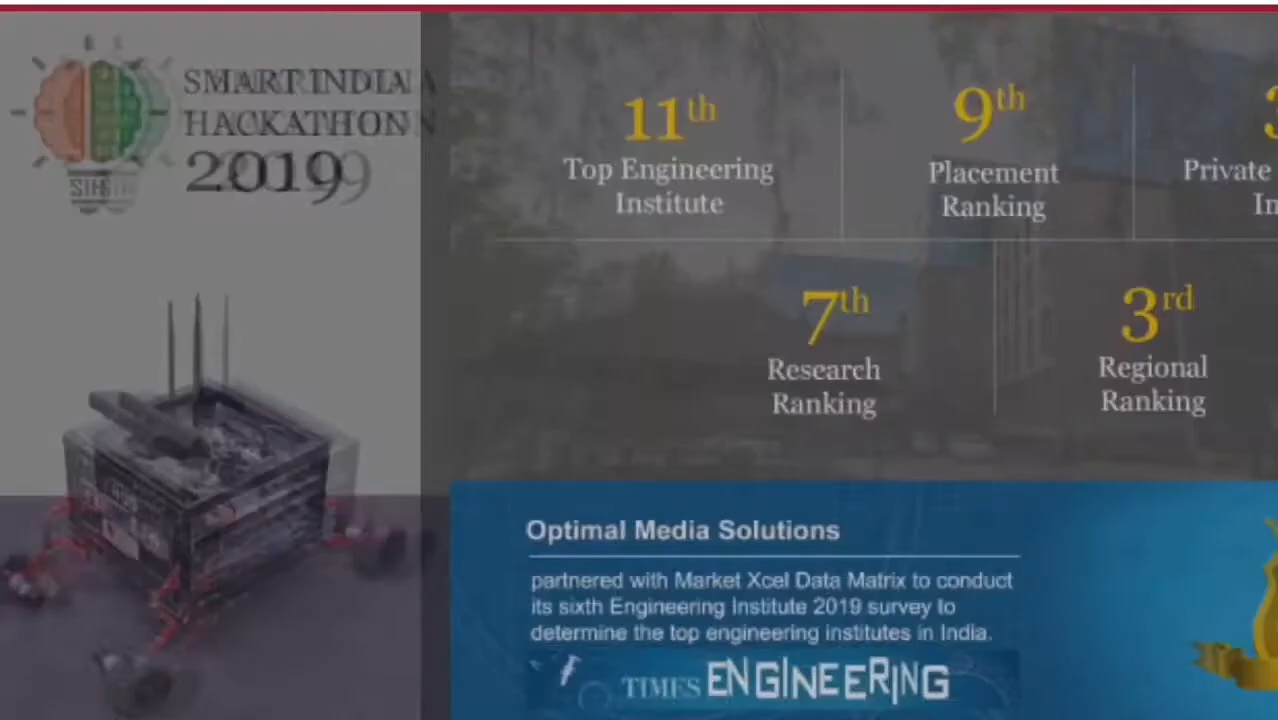 SMART INDIA
HACKATHON
2019
SIH
11th
Top Engineering
Institute
9th
Placement
Ranking
Private
7th
Research
Ranking
3rd
Regional
Ranking
Optimal Media Solutions
partnered with Market Xcel Data Matrix to conduct
its sixth Engineering Institute 2019 survey to
determine the top engineering institutes in India.
TIMES ENGINEERING